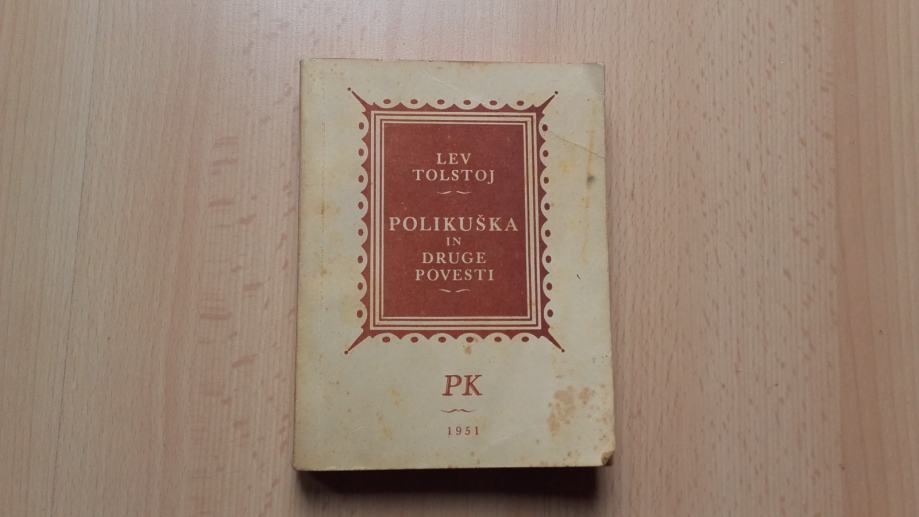 LEV
TOLSTOJ
POLIKUŠKA
IN
DRUGE
POVESTI
PK
1951